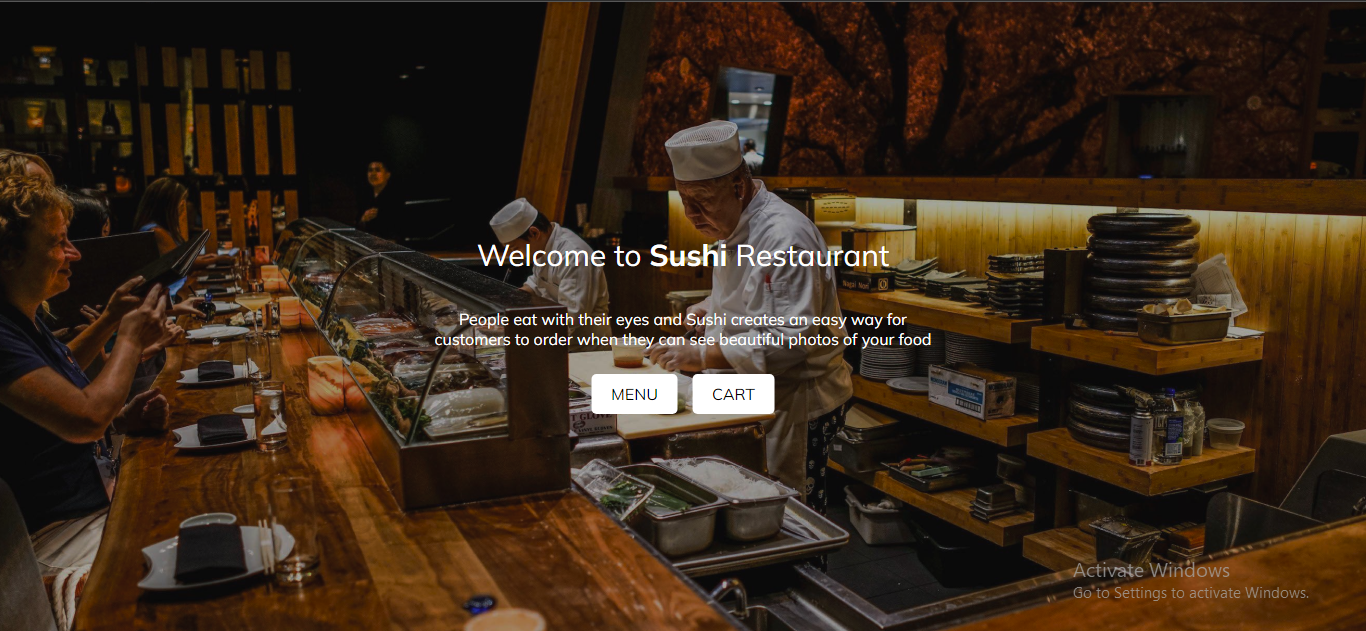 Welcome to Sushi Restaurant
People eat with their eyes and Sushi creates an easy way for
customers to order when they can see beautiful photos of your food
MENU
CART
Nagai Nori
Activate Windows
Go to Settings to activate Windows.